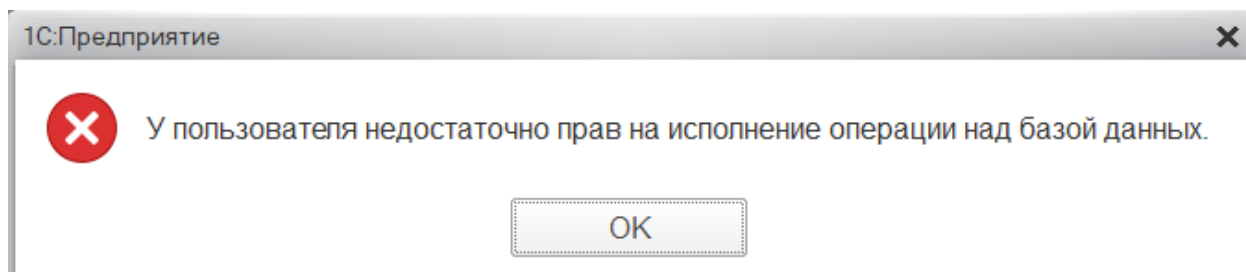 1С:Предприятие
У пользователя недостаточно прав на исполнение операции над базой данных.
OK